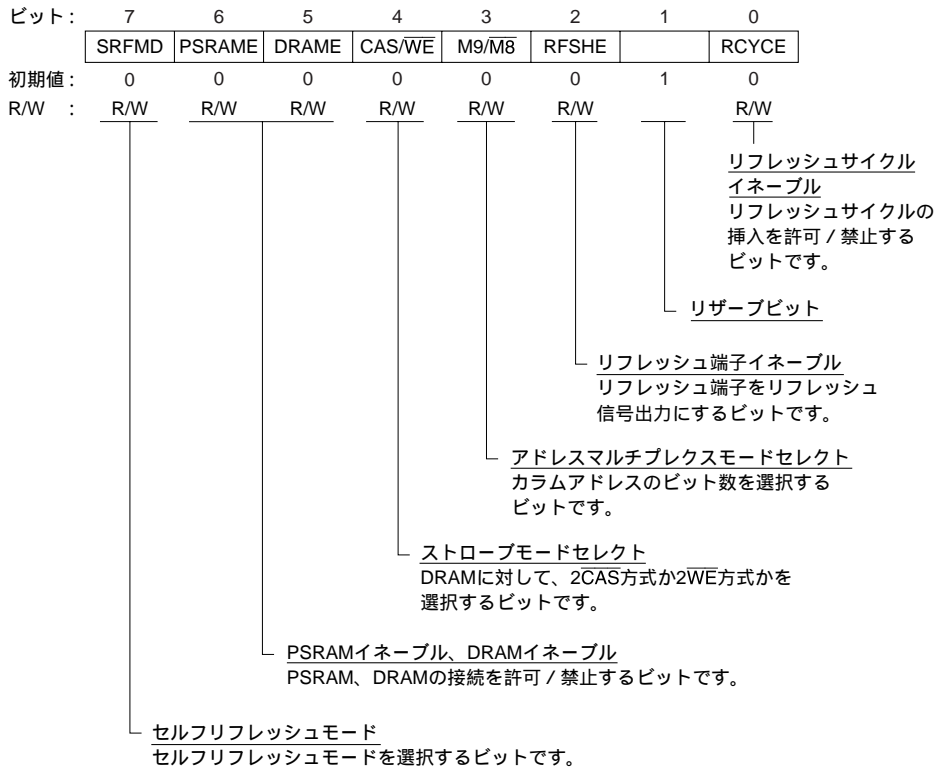 ビット : 7 6 5 4 3 2 1 0
SRFMD PSRAME DRAME CAS/W̅E̅ M9/M̅8̅ RFSHE RCYCE
初期値 : 0 0 0 0 0 0 1 0
R/W : R/W R/W R/W R/W R/W R/W R/W
リフレッシュサイクル
イネーブル
リフレッシュサイクルの
挿入を許可 / 禁止する
ビットです。
リザーブビット
リフレッシュ端子イネーブル
リフレッシュ端子をリフレッシュ
信号出力にするビットです。
アドレスマルチプレクスモードセレクト
カラムアドレスのビット数を選択する
ビットです。
ストローブモードセレクト
DRAMに対して、2C̅A̅S̅方式か2W̅E̅方式かを
選択するビットです。
PSRAMイネーブル、DRAMイネーブル
PSRAM、DRAMの接続を許可 / 禁止するビットです。
セルフリフレッシュモード
セルフリフレッシュモードを選択するビットです。